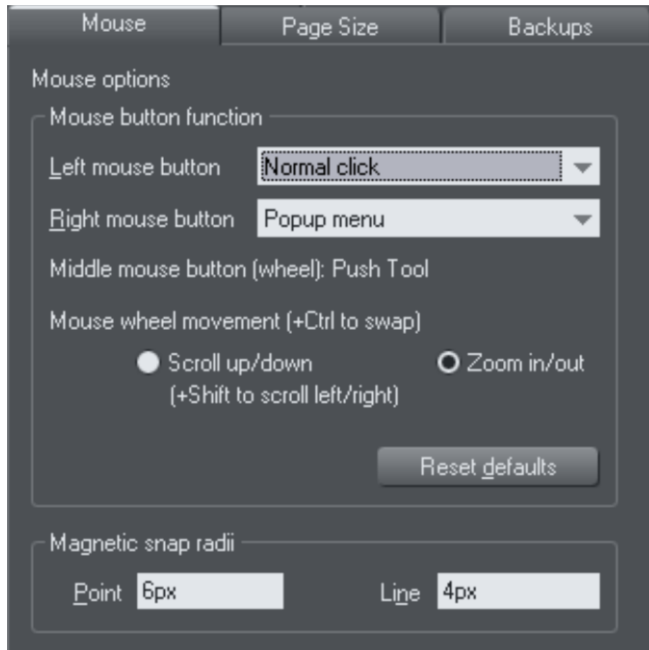 Mouse Page Size Backups
Mouse options
Mouse button function
Left mouse button Normal click
Right mouse button Popup menu
Middle mouse button (wheel): Push Tool
Mouse wheel movement (+Ctrl to swap)
Scroll up/down Zoom in/out
(+Shift to scroll left/right)
Reset defaults
Magnetic snap radii
Point 6px Line 4px